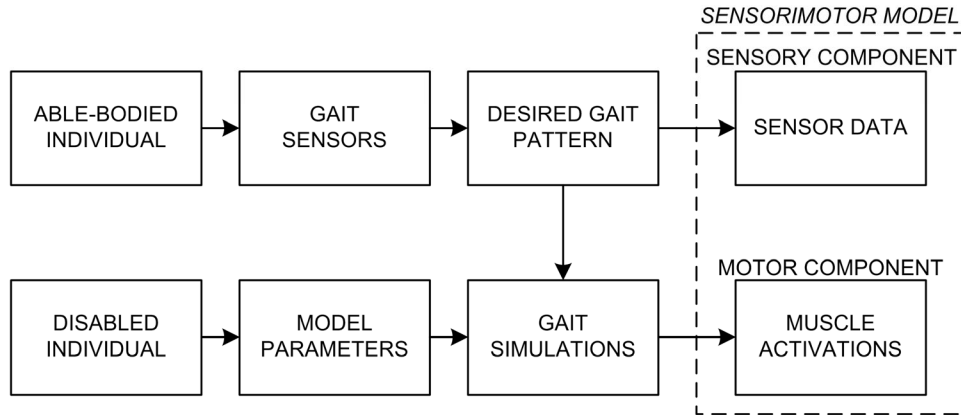 SENSORIMOTOR MODEL
SENSORY COMPONENT
ABLE-BODIED
INDIVIDUAL
GAIT
SENSORS
DESIRED GAIT
PATTERN
SENSOR DATA
MOTOR COMPONENT
DISABLED
INDIVIDUAL
MODEL
PARAMETERS
GAIT
SIMULATIONS
MUSCLE
ACTIVATIONS